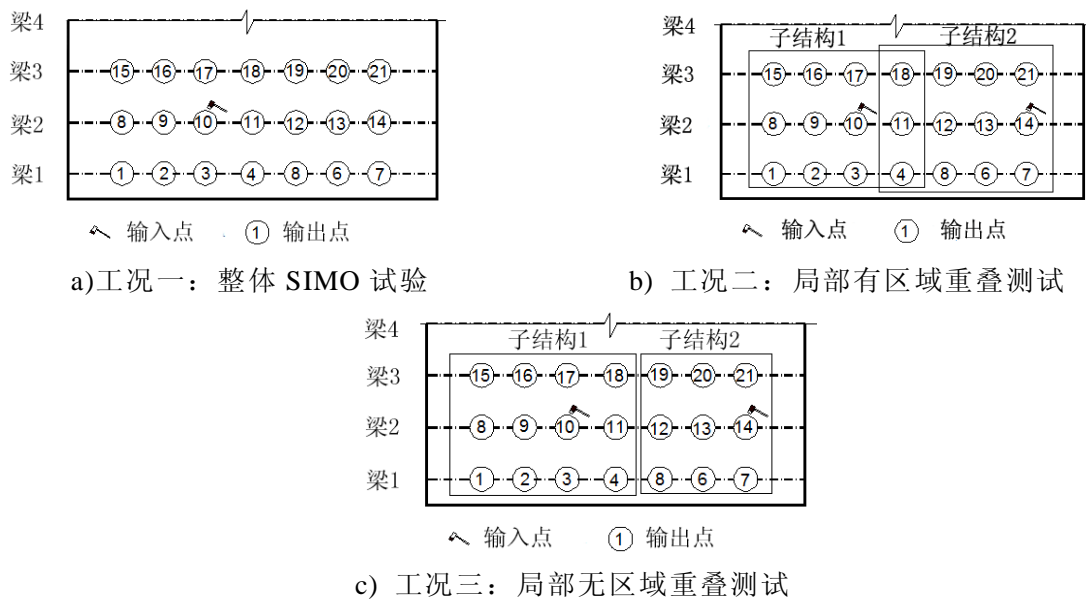 梁4
梁3 15 16 17 18 19 20 21
梁2 8 9 10 11 12 13 14
梁1 1 2 3 4 8 6 7
输入点 1 输出点
a)工况一：整体 SIMO 试验
梁4
子结构1 子结构2
梁3 15 16 17 18 19 20 21
梁2 8 9 10 11 12 13 14
梁1 1 2 3 4 8 6 7
输入点 1 输出点
b) 工况二：局部有区域重叠测试
梁4
子结构1 子结构2
梁3 15 16 17 18 19 20 21
梁2 8 9 10 11 12 13 14
梁1 1 2 3 4 8 6 7
输入点 1 输出点
c) 工况三：局部无区域重叠测试